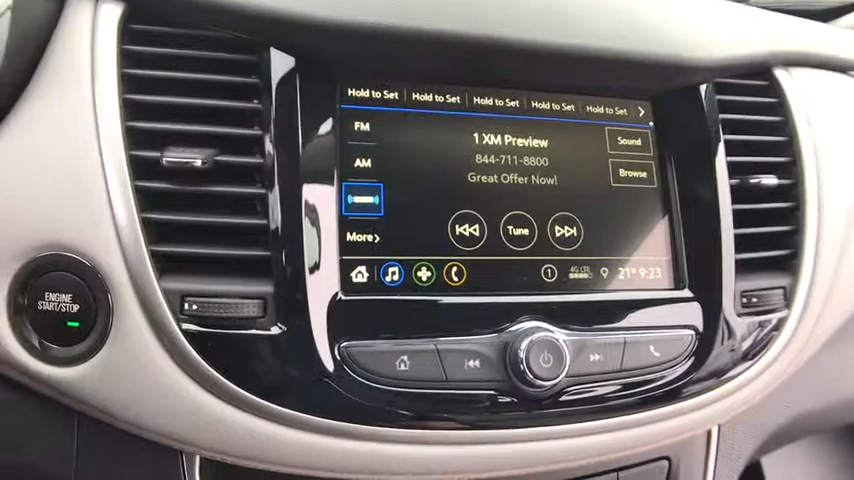 Hold to Set Hold to Set Hold to Set Hold to Set Hold to Set
FM
1 XM Preview
Sound
844-711-8800
AM
Great Offer Now!
Browse
Tune
More
1 4G LTE 21° 9:23
ENGINE
START/STOP